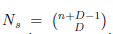 N_s = \binom{n+D-1}{D}.